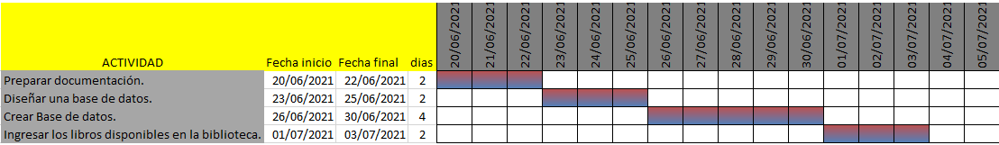 ACTIVIDAD Fecha inicio Fecha final dias 20/06/2021 21/06/2021 22/06/2021 23/06/2021 24/06/2021 25/06/2021 26/06/2021 27/06/2021 28/06/2021 29/06/2021 30/06/2021 01/07/2021 02/07/2021 03/07/2021 04/07/2021 05/07/2021
Preparar documentación. 20/06/2021 22/06/2021 2
Diseñar una base de datos. 23/06/2021 25/06/2021 2
Crear Base de datos. 26/06/2021 30/06/2021 4
Ingresar los libros disponibles en la biblioteca. 01/07/2021 03/07/2021 2